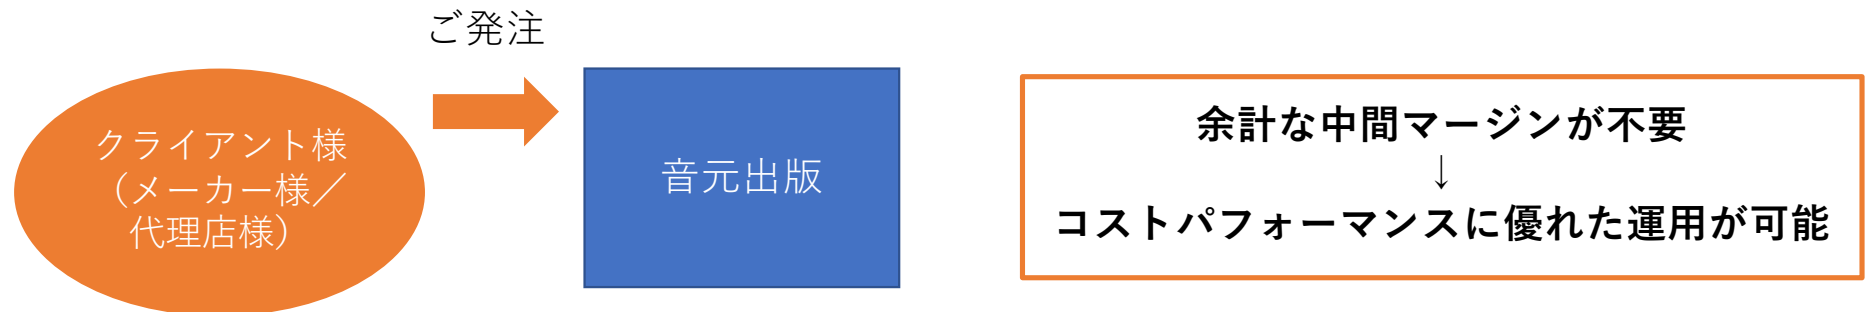 ご発注
クライアント様
（メーカー様／
代理店様）
音元出版
余計な中間マージンが不要
↓
コストパフォーマンスに優れた運用が可能